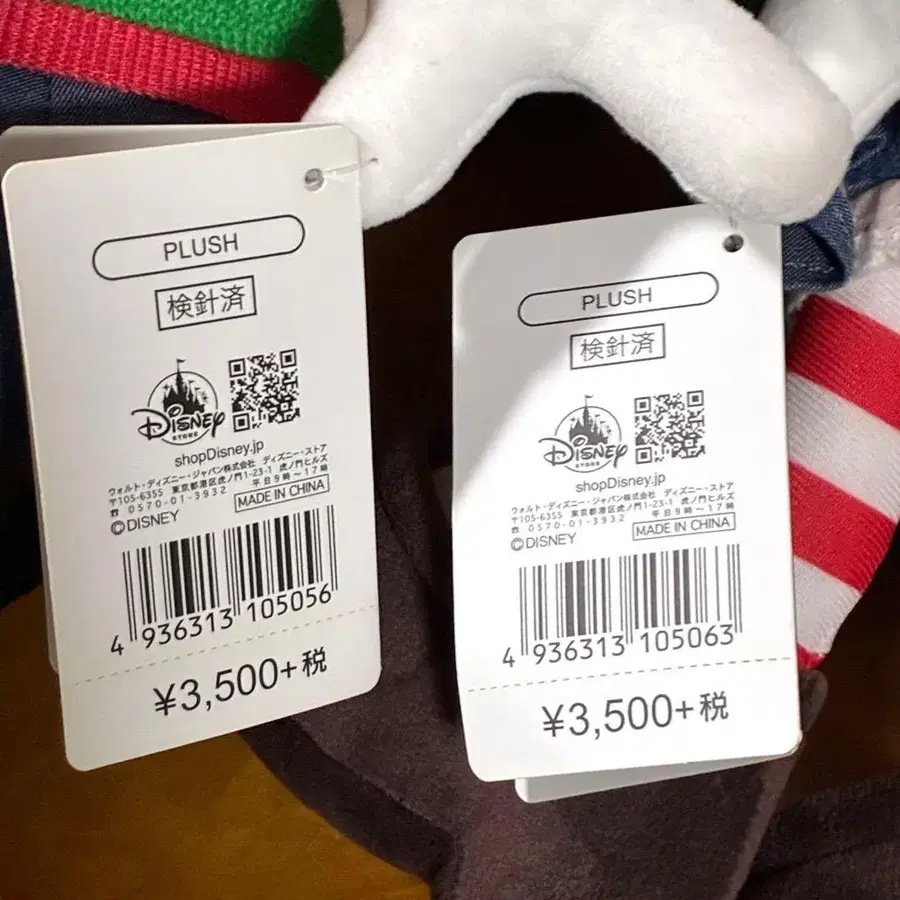 PLUSH
検針済
Disney
STORE
shopDisney.jp
ウォルト・ディズニー・ジャパン株式会社 ディズニー・ストア
〒105-6355 東京都港区虎ノ門1-23-1 虎ノ門ヒルズ
☎ 0570-01-3932 平日9時〜17時
©DISNEY
MADE IN CHINA
4 936313 105056
¥3,500+税
PLUSH
検針済
Disney
STORE
shopDisney.jp
ウォルト・ディズニー・ジャパン株式会社 ディズニー・ストア
〒105-6355 東京都港区虎ノ門1-23-1 虎ノ門ヒルズ
☎ 0570-01-3932 平日9時〜17時
©DISNEY
MADE IN CHINA
4 936313 105063
¥3,500+税